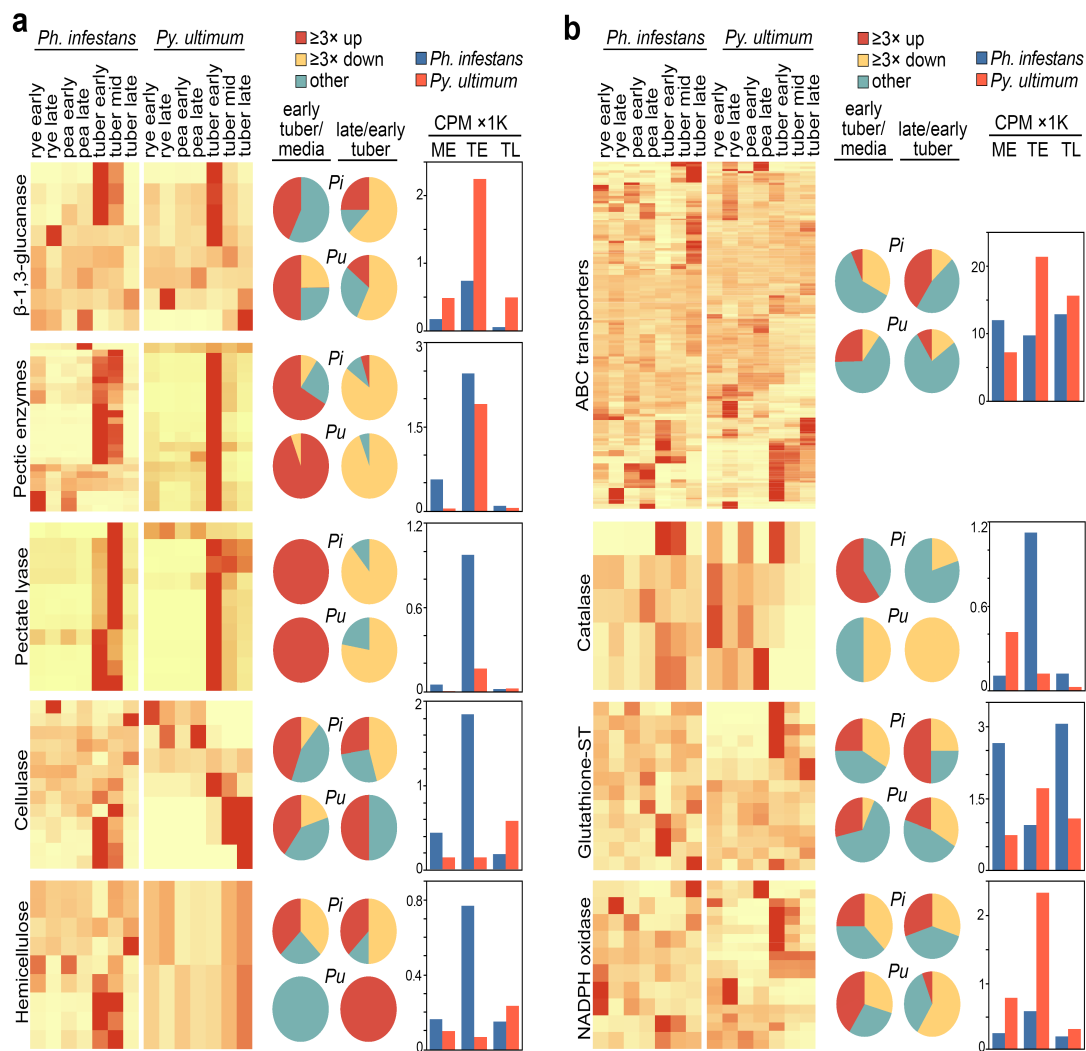 a
Ph. infestans
Py. ultimum
rye early
rye late
pea early
pea late
tuber early
tuber mid
tuber late
rye early
rye late
pea early
pea late
tuber early
tuber mid
tuber late
≥3× up
≥3× down
other
early
tuber/
media
late/early
tuber
Ph. infestans
Py. ultimum
CPM ×1K
ME
TE
TL
β-1,3-glucanase
Pi
Pu
2
1
0
Pectic enzymes
Pi
Pu
3
1.5
0
Pectate lyase
Pi
Pu
1.2
0.6
0
Cellulase
Pi
Pu
2
1
0
Hemicellulose
Pi
Pu
0.8
0.4
0
b
Ph. infestans
Py. ultimum
rye early
rye late
pea early
pea late
tuber early
tuber mid
tuber late
rye early
rye late
pea early
pea late
tuber early
tuber mid
tuber late
≥3× up
≥3× down
other
early
tuber/
media
late/early
tuber
Ph. infestans
Py. ultimum
CPM ×1K
ME
TE
TL
ABC transporters
Pi
Pu
20
10
0
Catalase
Pi
Pu
1.2
0.6
0
Glutathione-ST
Pi
Pu
3
1.5
0
NADPH oxidase
Pi
Pu
2
1
0